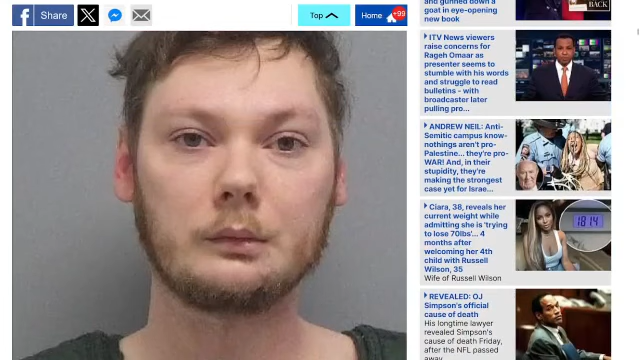 Share
Top
Home
+99
and gunned down a
goat in eye-opening
new book
BACK
ITV News viewers
raise concerns for
Rageh Omaar as
presenter seems to
stumble with his words
and struggle to read
bulletins - with
broadcaster later
pulling pro...
ANDREW NEIL: Anti-
Semitic campus know-
nothings aren't pro-
Palestine... they're pro-
WAR! And, in their
stupidity, they're
making the strongest
case yet for Israe...
Ciara, 38, reveals her
current weight while
admitting she is 'trying
to lose 70lbs'... 4
months after
welcoming her 4th
child with Russell
Wilson, 35
Wife of Russell Wilson
181.4
REVEALED: OJ
Simpson's official
cause of death
His longtime lawyer
revealed Simpson's
cause of death Friday,
after the NFL passed
away